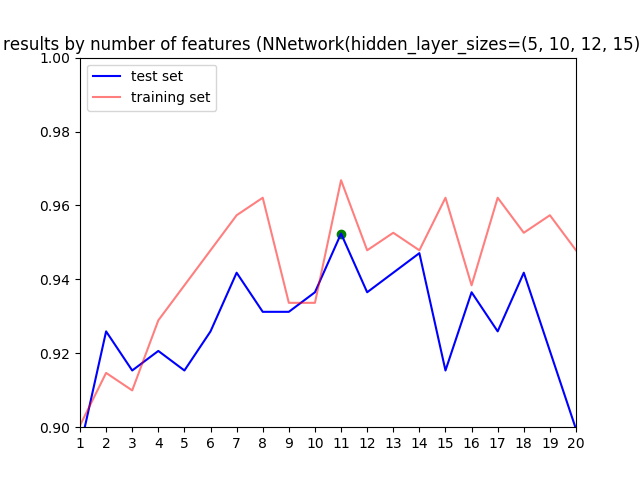 results by number of features (NNetwork(hidden_layer_sizes=(5, 10, 12, 15)
1.00
test set
training set
0.98
0.96
0.94
0.92
0.90
1 2 3 4 5 6 7 8 9 10 11 12 13 14 15 16 17 18 19 20